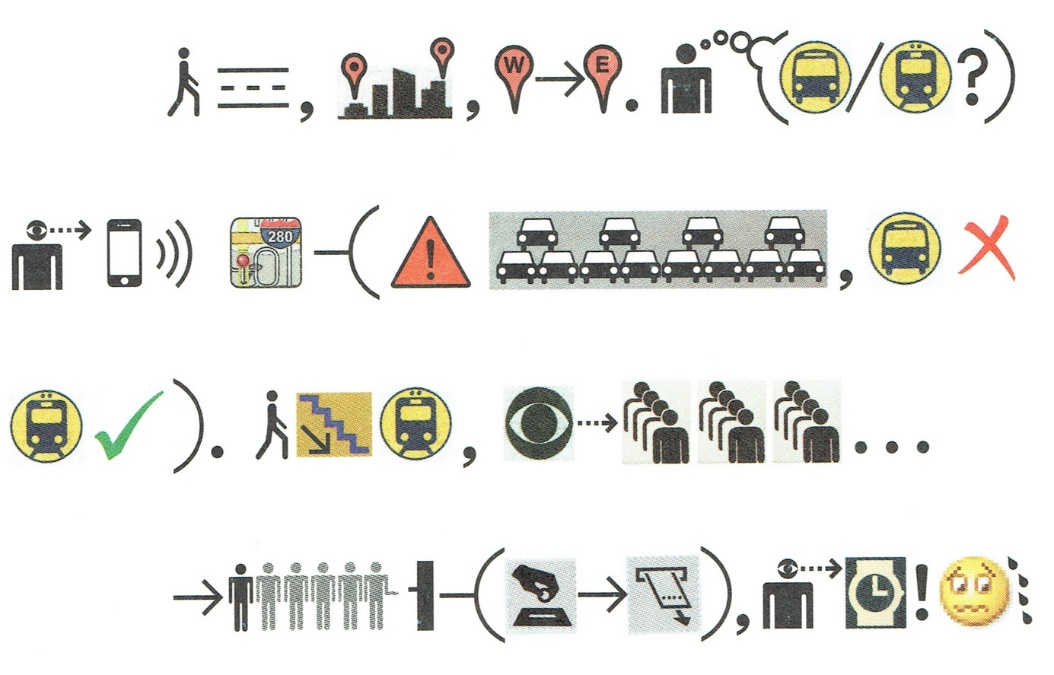 , , W → E . ( / ? )
( ! ,
280
) . , ...
→ ( → ) , !